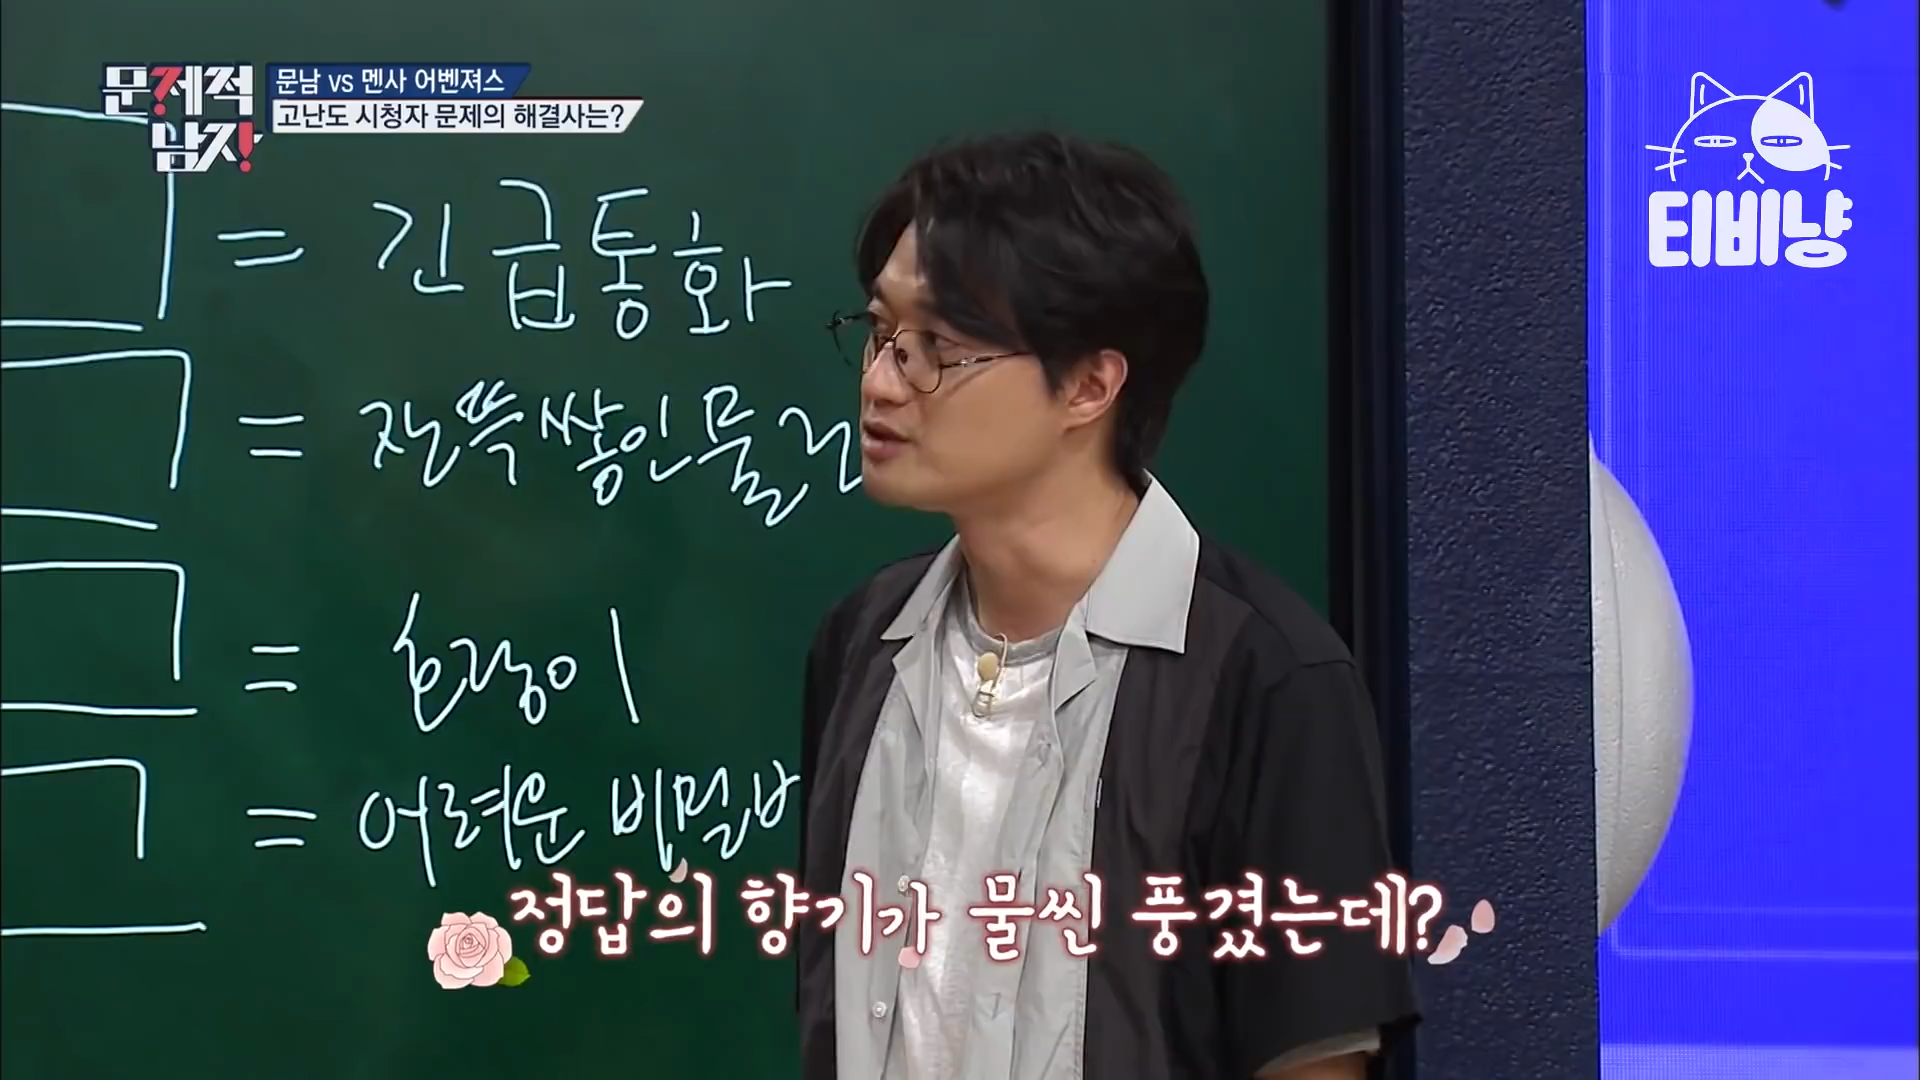 문제적
남자
문남 vs 멘사 어벤져스
고난도 시청자 문제의 해결사는?
티비냥
= 긴급통화
= 잔뜩쌓인물건
= 호랑이
= 어려운 비밀
정답의 향기가 물씬 풍겼는데?